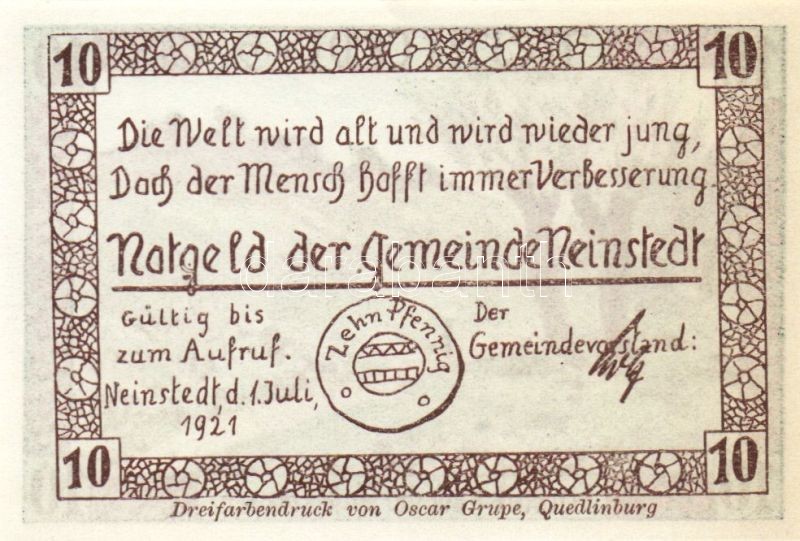 10 10
Die Welt wird alt und wird wieder jung,
Doch der Mensch hofft immer Verbesserung.
Notgeld der Gemeinde Neinstedt
Gültig bis
zum Aufruf.
Neinstedt, d. 1. Juli,
1921
Zehn Pfennig
Der
Gemeindevorstand:
10 10
Dreifarbendruck von Oscar Grupe, Quedlinburg
darabanth